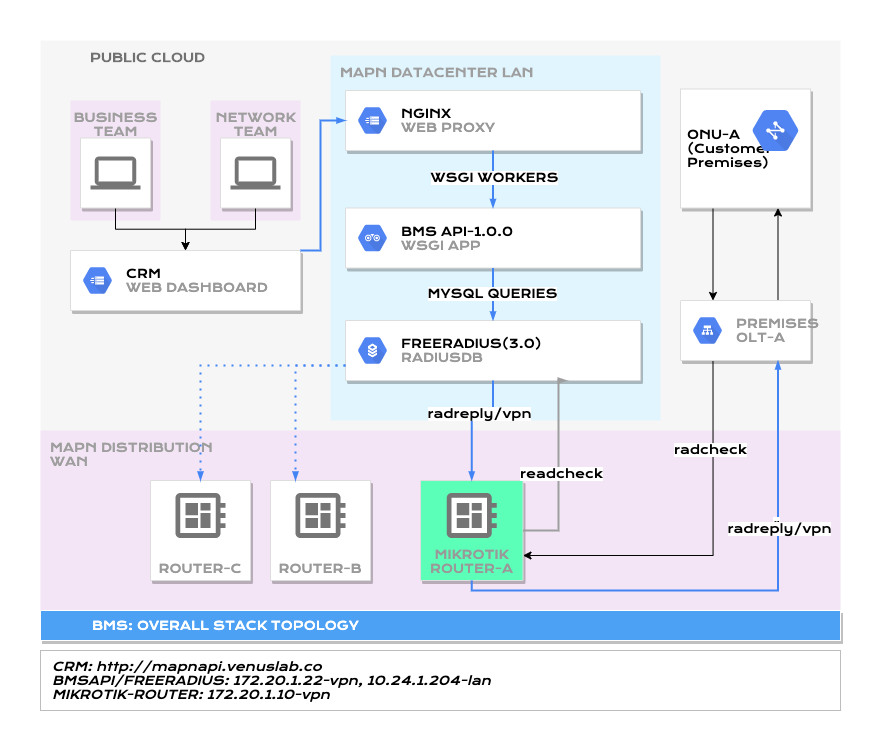 PUBLIC CLOUD
MAPN DATACENTER LAN
BUSINESS
TEAM
NETWORK
TEAM
NGINX
WEB PROXY
ONU-A
(Customer
Premises)
WSGI WORKERS
BMS API-1.0.0
WSGI APP
CRM
WEB DASHBOARD
MYSQL QUERIES
PREMISES
OLT-A
FREERADIUS(3.0)
RADIUSDB
radreply/vpn
MAPN DISTRIBUTION
WAN
radcheck
readcheck
radreply/vpn
ROUTER-C
ROUTER-B
MIKROTIK
ROUTER-A
BMS: OVERALL STACK TOPOLOGY
CRM: http://mapnapi.venuslab.co
BMSAPI/FREERADIUS: 172.20.1.22-vpn, 10.24.1.204-lan
MIKROTIK-ROUTER: 172.20.1.10-vpn